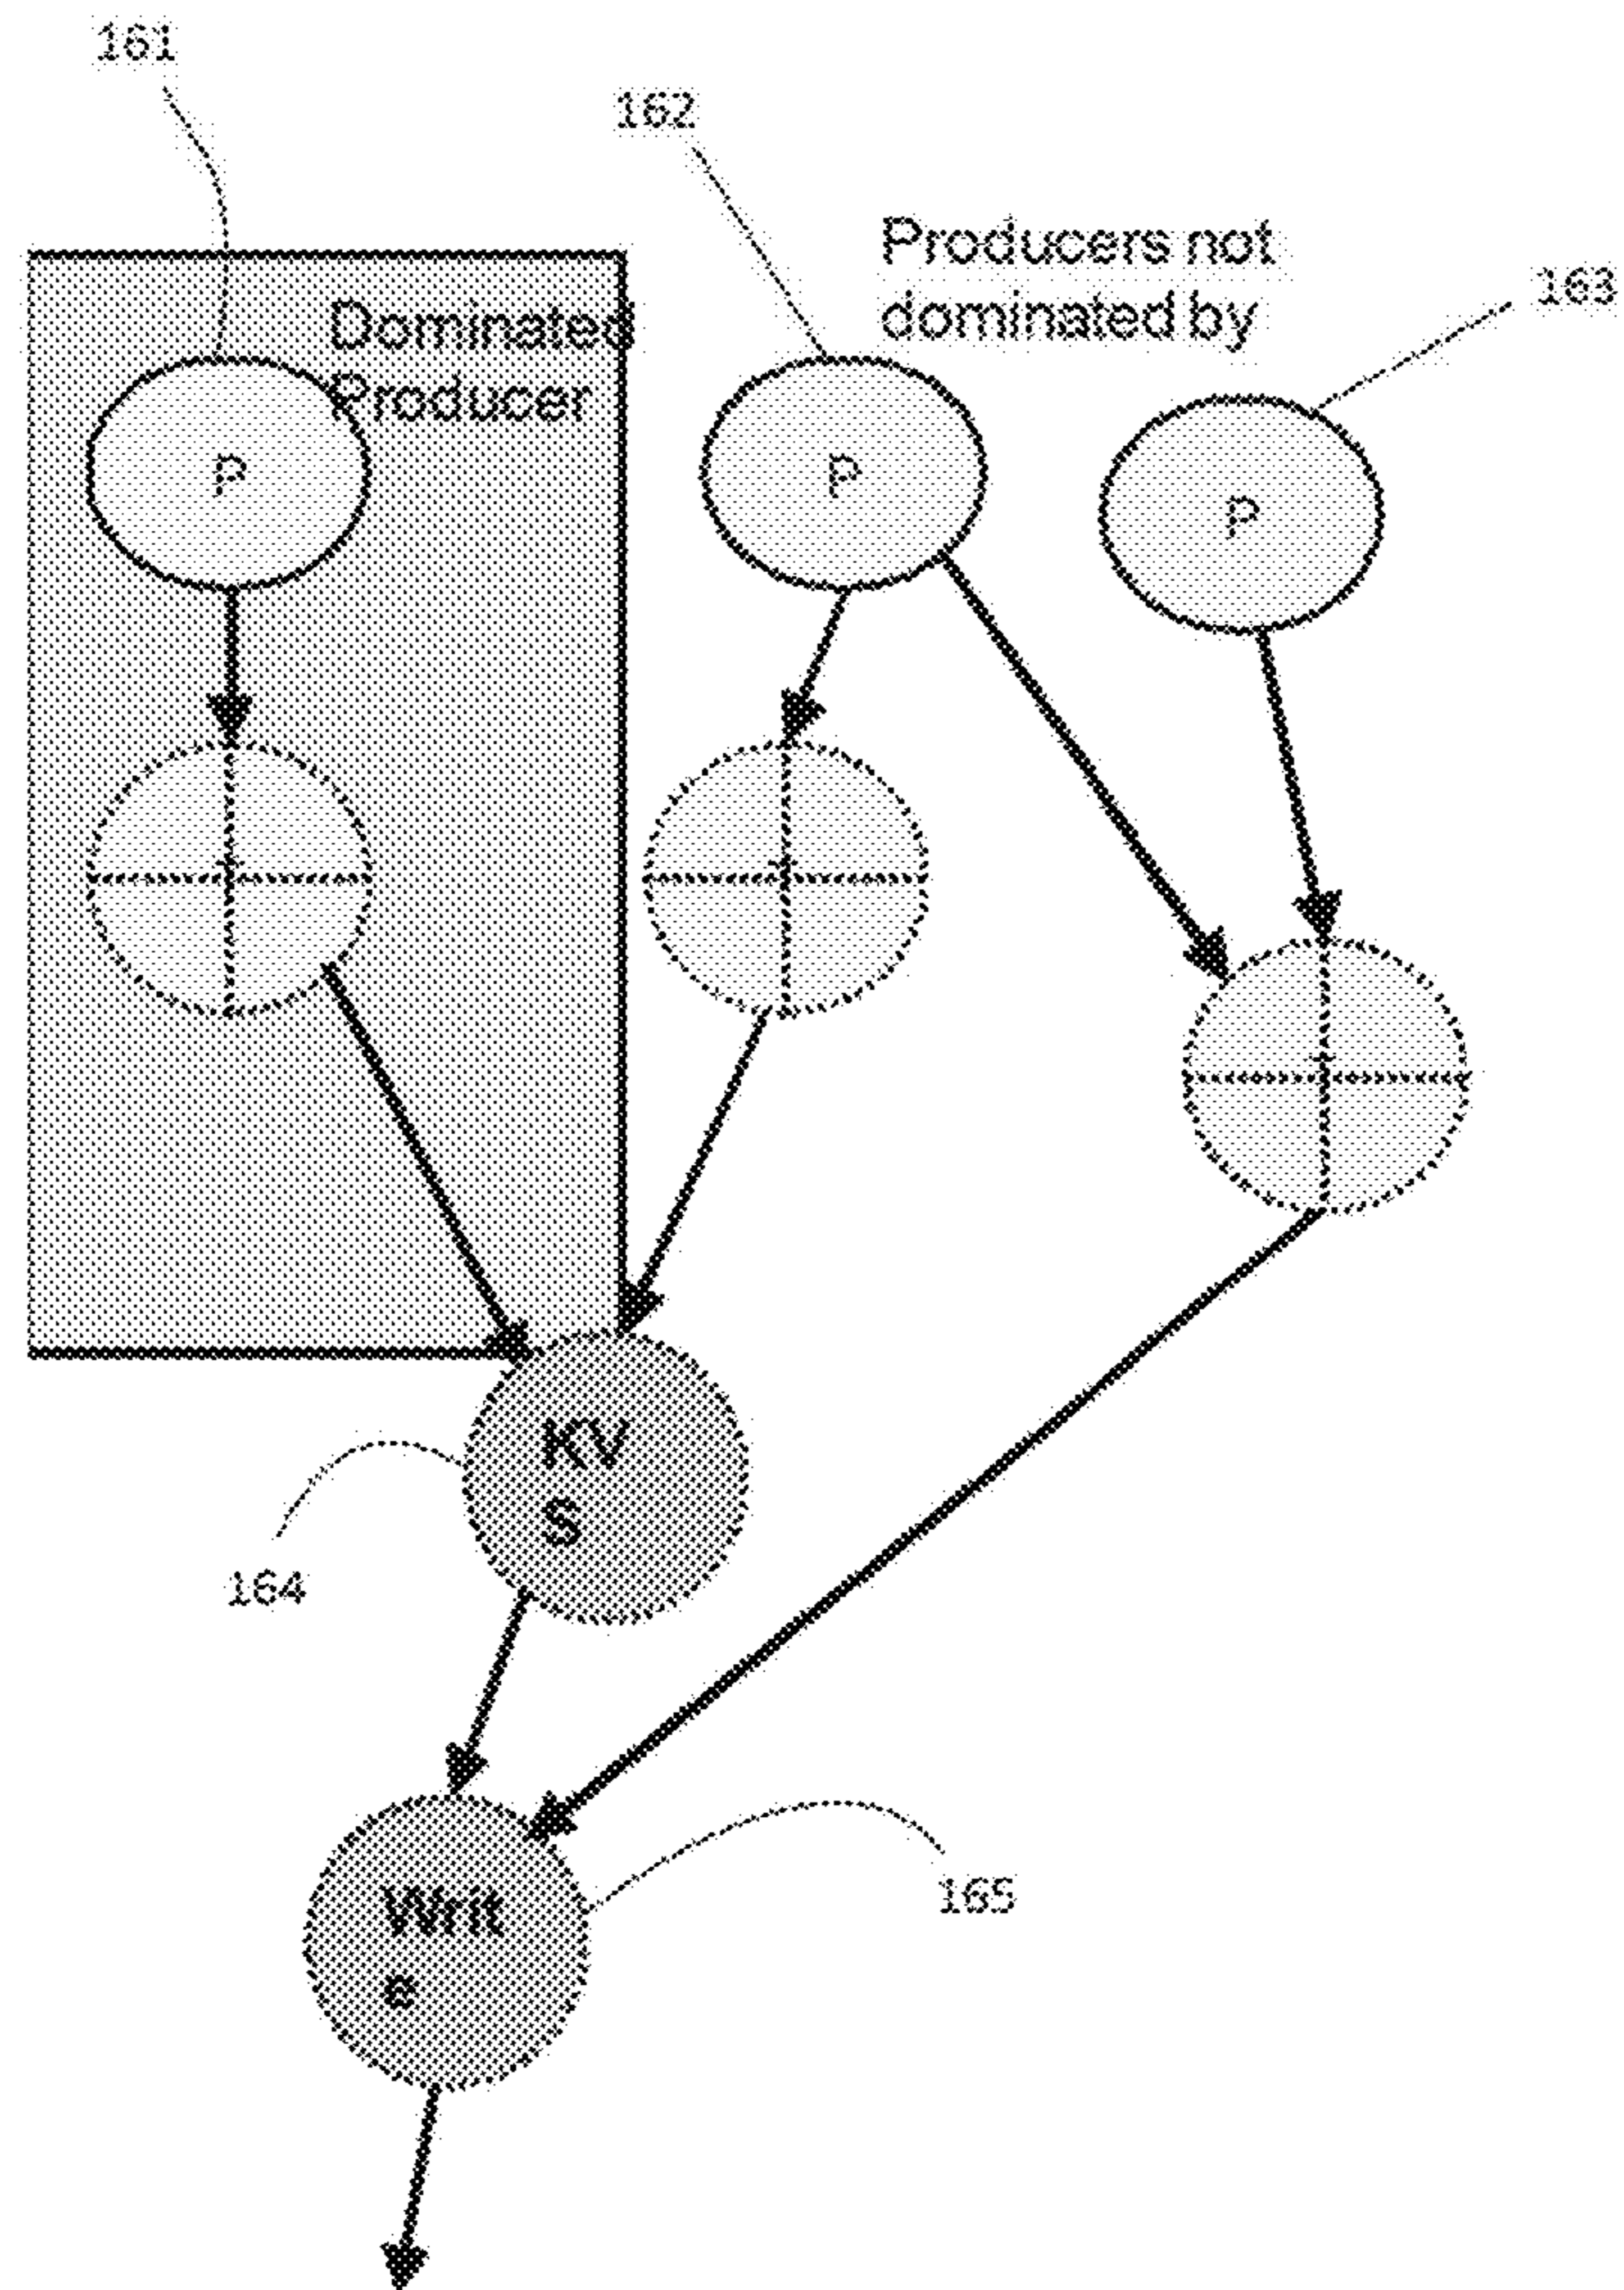 161
162
Producers not
dominated by
163
Dominated
Producer
P
P
P
KV
S
164
Writ
e
165